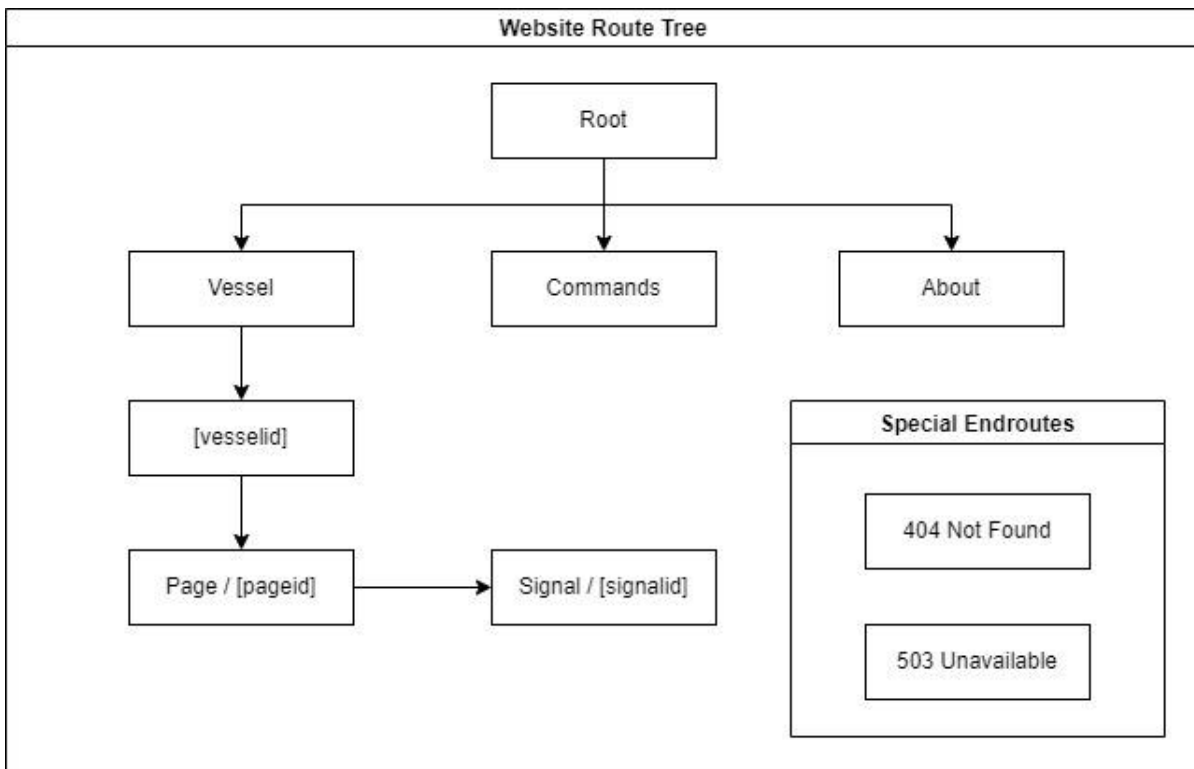 Website Route Tree
Root
Vessel
Commands
About
[vesselid]
Special Endroutes
404 Not Found
Page / [pageid]
Signal / [signalid]
503 Unavailable